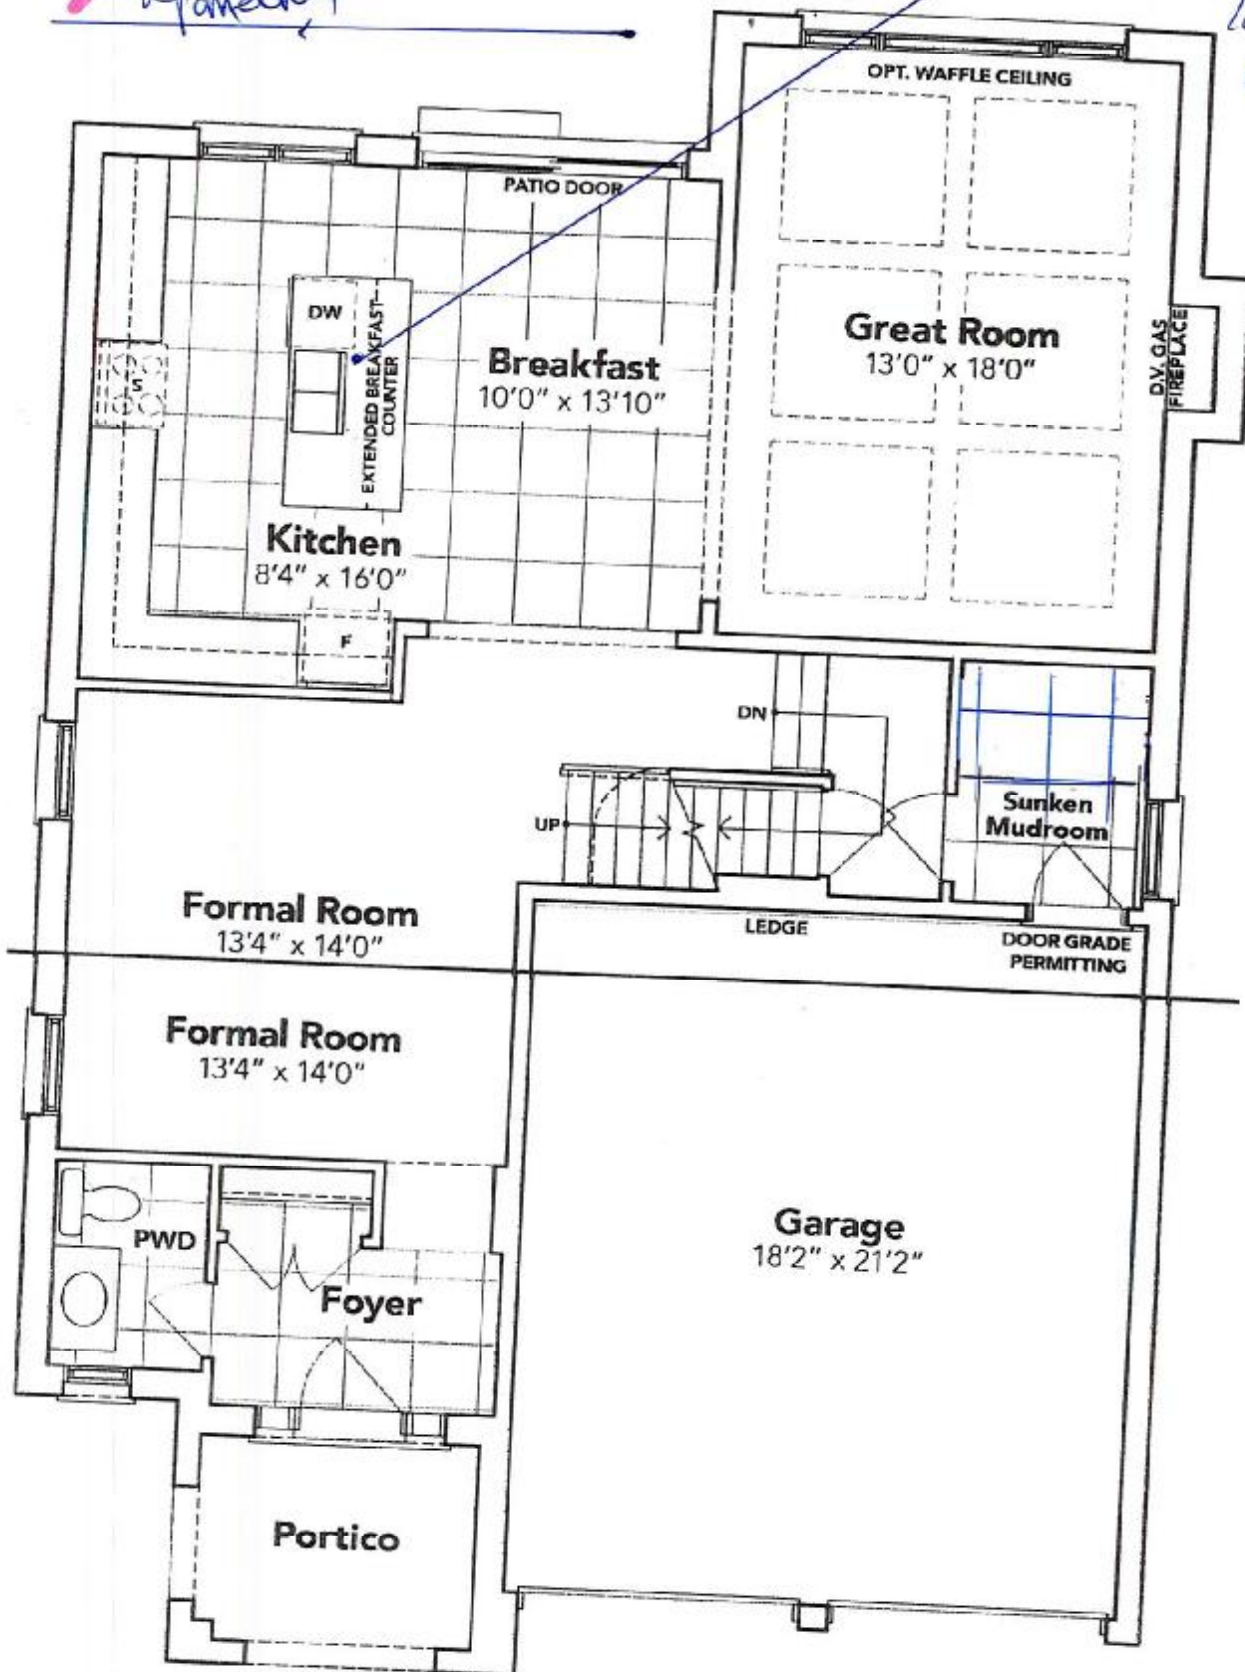 OPT. WAFFLE CEILING
PATIO DOOR
DW
EXTENDED BREAKFAST
COUNTER
Breakfast
10'0" x 13'10"
Great Room
13'0" x 18'0"
D.V. GAS
FIREPLACE
S
Kitchen
8'4" x 16'0"
F
DN
UP
Sunken
Mudroom
Formal Room
13'4" x 14'0"
LEDGE
DOOR GRADE
PERMITTING
Formal Room
13'4" x 14'0"
PWD
Foyer
Garage
18'2" x 21'2"
Portico